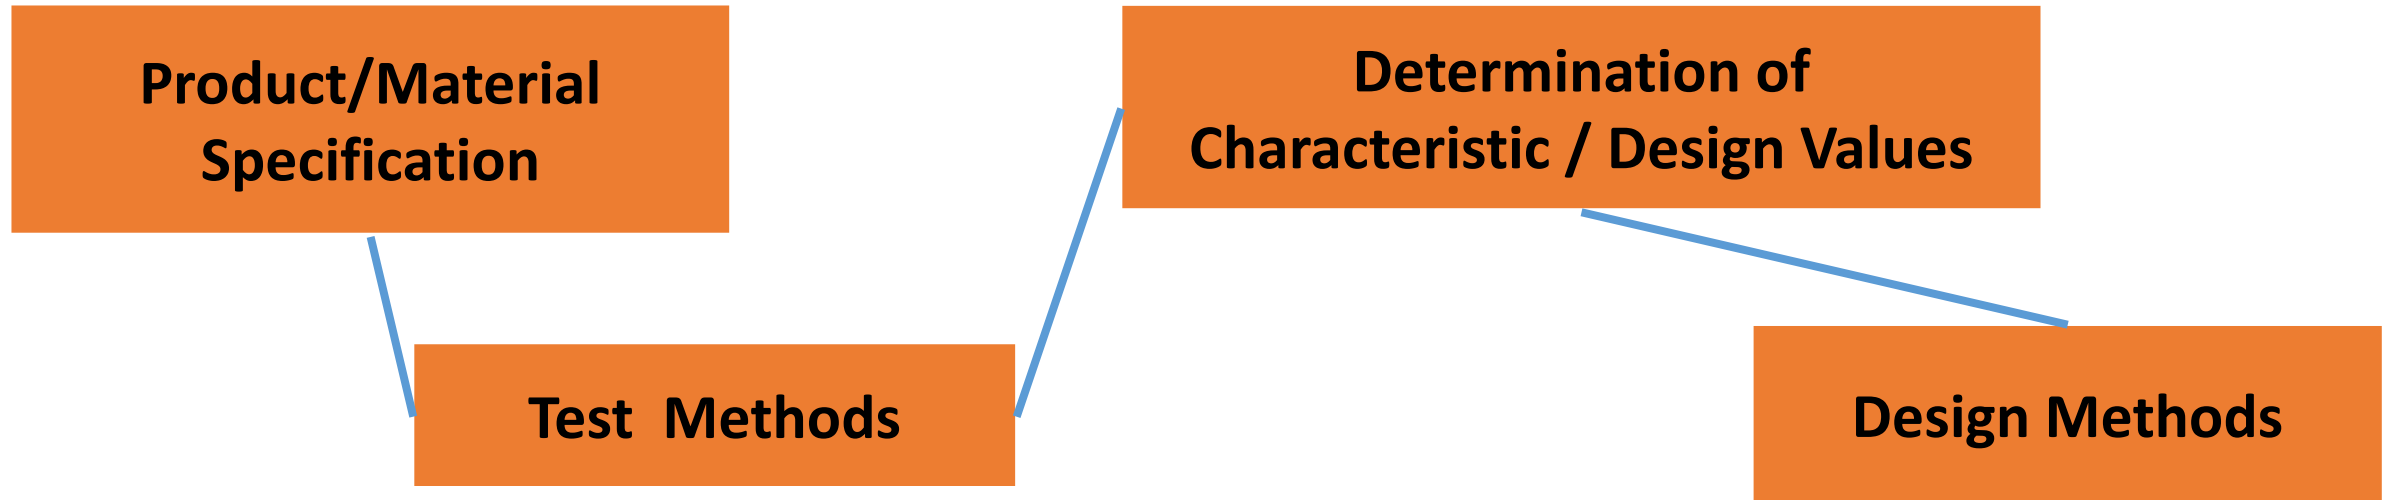 Product/Material
Specification
Test  Methods
Determination of
Characteristic / Design Values
Design Methods